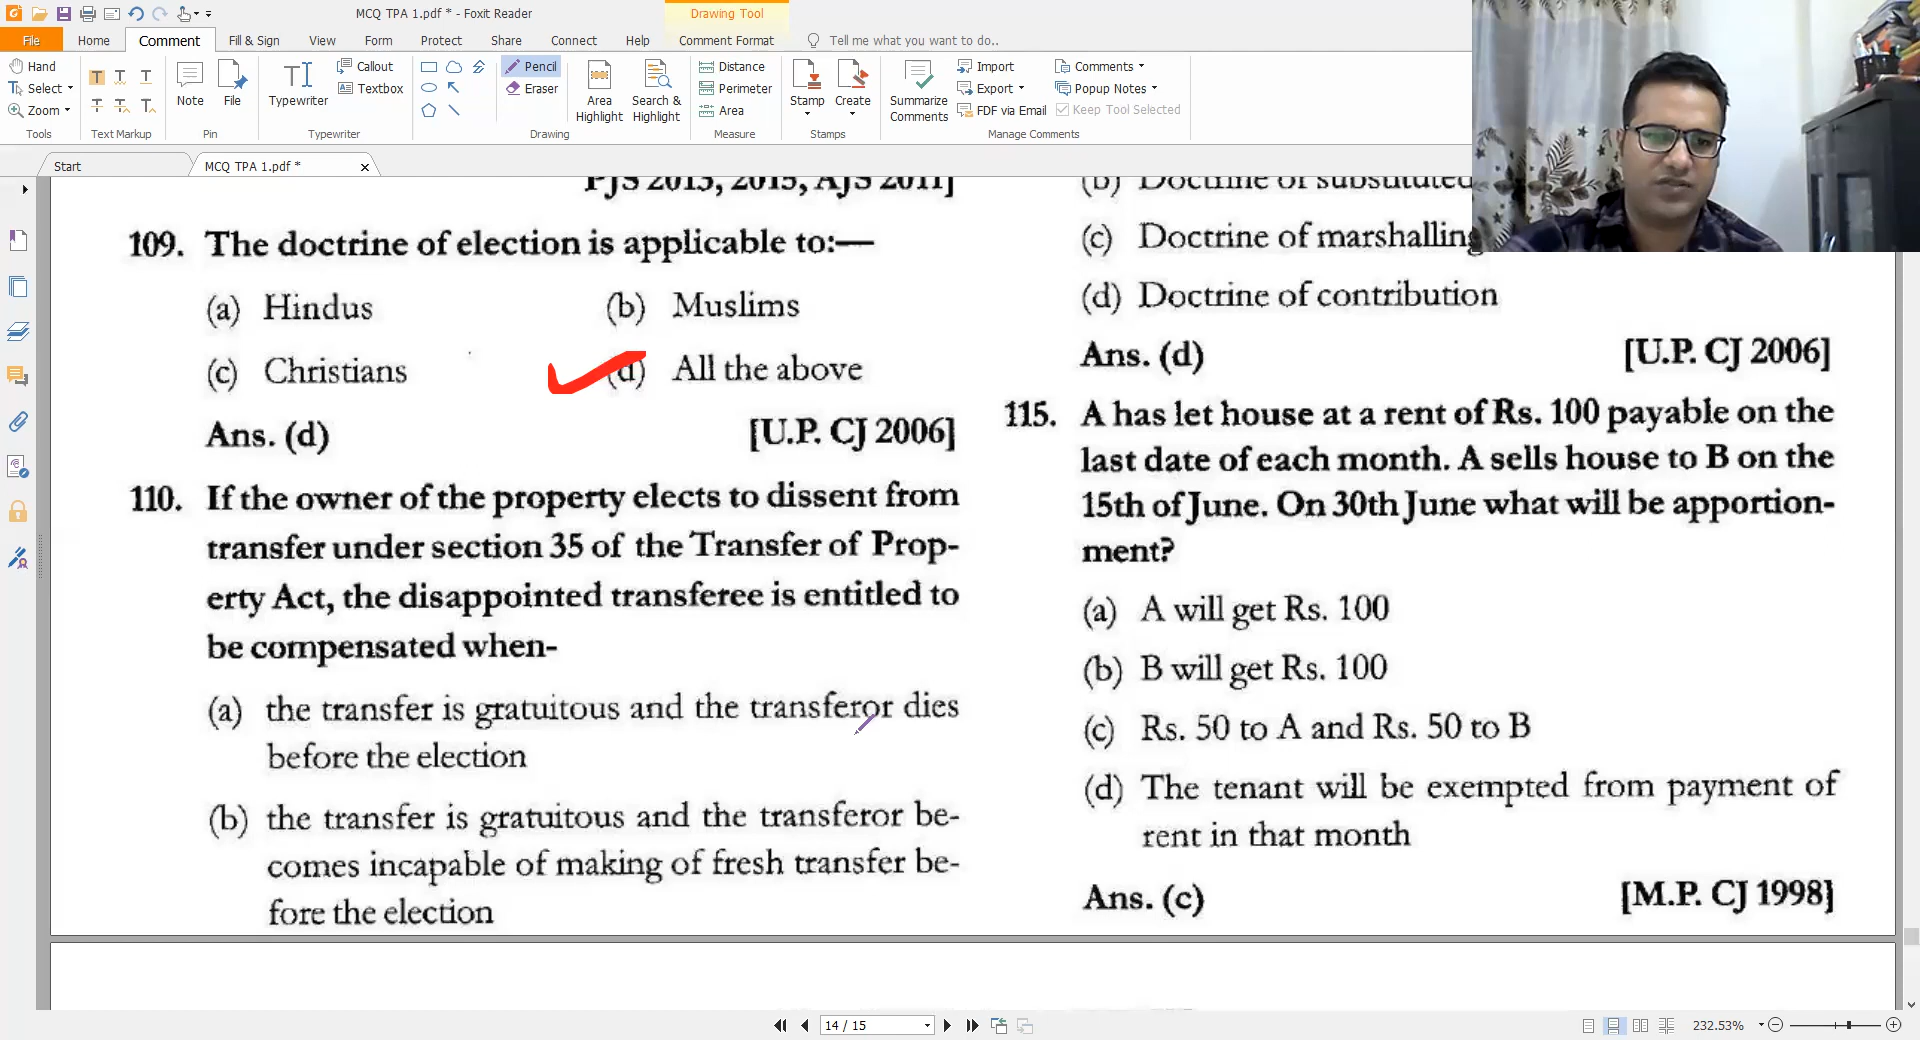 MCQ TPA 1.pdf * - Foxit Reader
Drawing Tool
File Home Comment Fill & Sign View Form Protect Share Connect Help Comment Format Tell me what you want to do..
Hand
Select
Zoom
Tools
Text Markup
Note
File
Pin
Typewriter
Callout
Textbox
Typewriter
Pencil
Eraser
Drawing
Area Highlight
Search & Highlight
Distance
Perimeter
Area
Measure
Stamp
Create
Stamps
Summarize Comments
Import
Export
FDF via Email
Comments
Popup Notes
Keep Tool Selected
Manage Comments
Start
MCQ TPA 1.pdf *
PJS 2013, 2015, AJS 2011]
109. The doctrine of election is applicable to:—
(a) Hindus (b) Muslims
(c) Christians (d) All the above
Ans. (d) [U.P. CJ 2006]
110. If the owner of the property elects to dissent from
transfer under section 35 of the Transfer of Prop-
erty Act, the disappointed transferee is entitled to
be compensated when-
(a) the transfer is gratuitous and the transferor dies
before the election
(b) the transfer is gratuitous and the transferor be-
comes incapable of making of fresh transfer be-
fore the election
(b) Doctrine of substituted
(c) Doctrine of marshalling
(d) Doctrine of contribution
Ans. (d) [U.P. CJ 2006]
115. A has let house at a rent of Rs. 100 payable on the
last date of each month. A sells house to B on the
15th of June. On 30th June what will be apportion-
ment?
(a) A will get Rs. 100
(b) B will get Rs. 100
(c) Rs. 50 to A and Rs. 50 to B
(d) The tenant will be exempted from payment of
rent in that month
Ans. (c) [M.P. CJ 1998]
14 / 15
232.53%